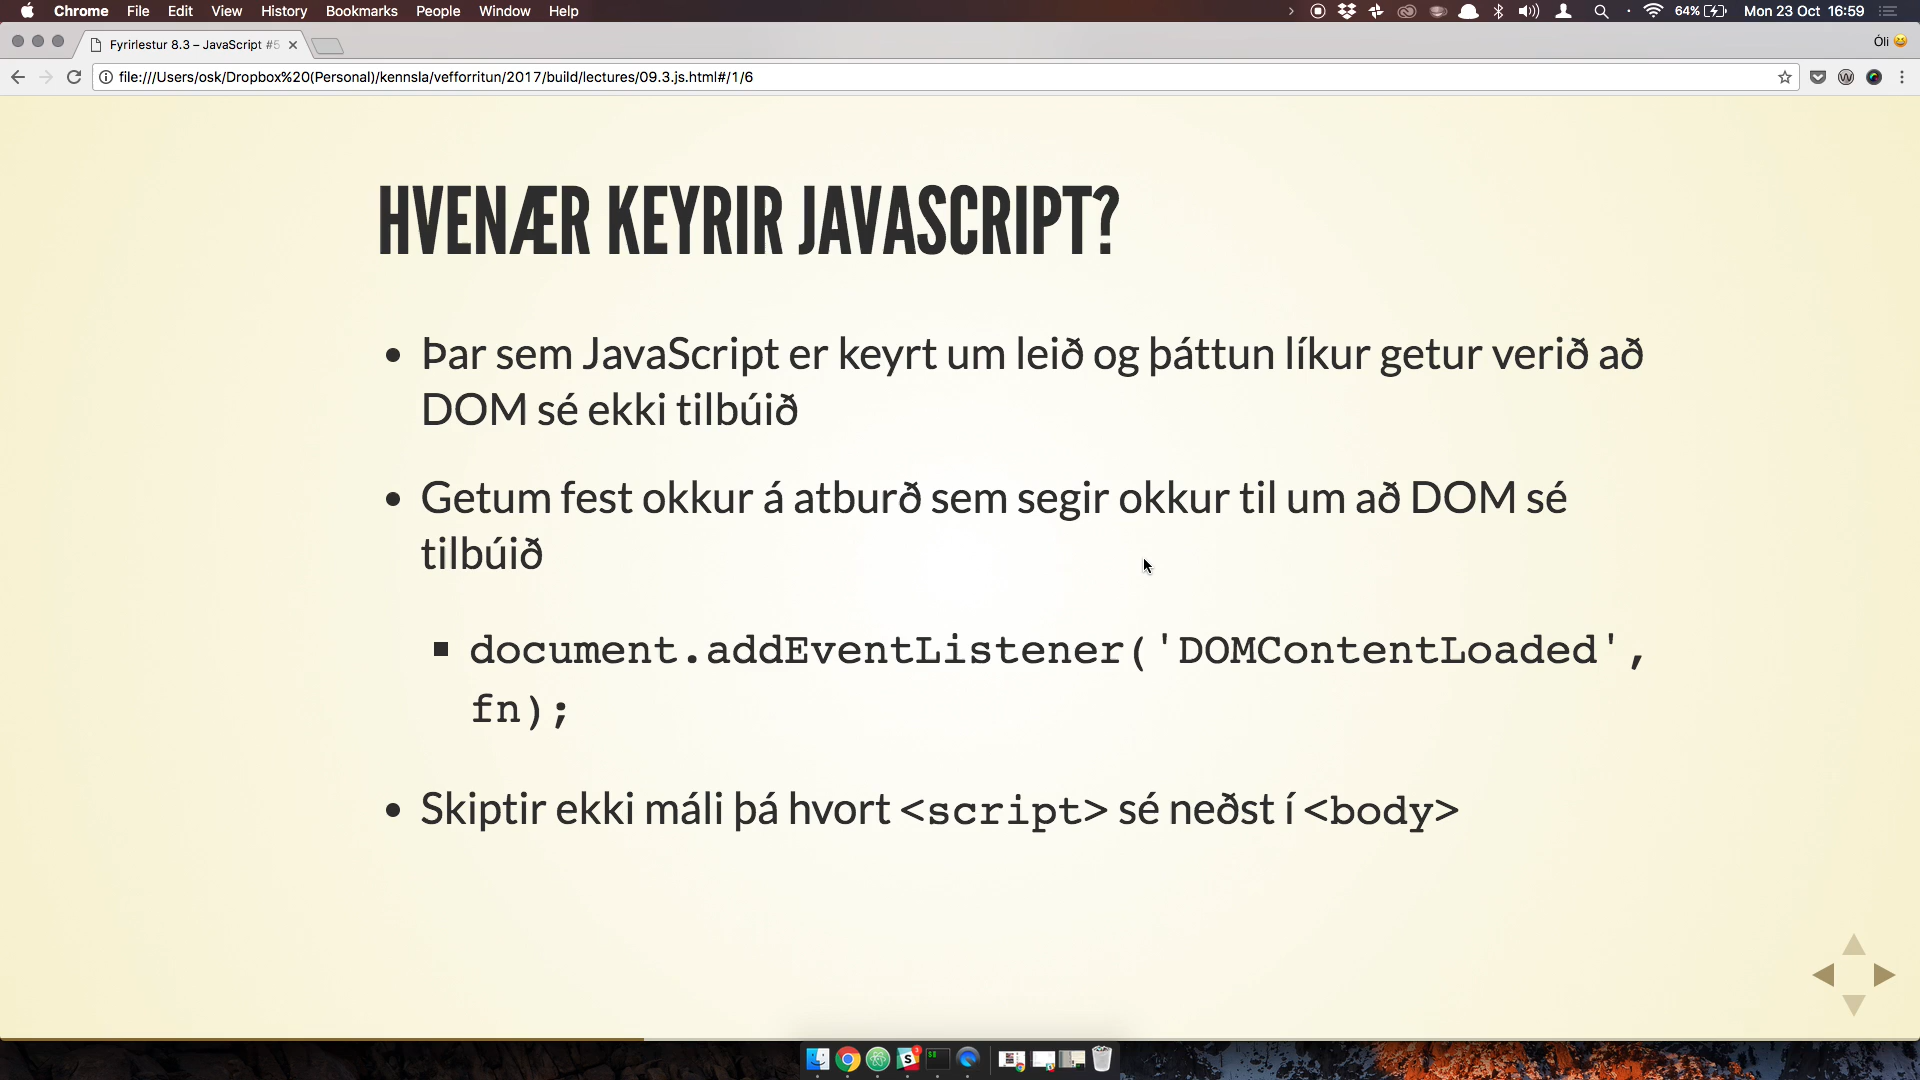 Chrome File Edit View History Bookmarks People Window Help 64% Mon 23 Oct 16:59
Fyrirlestur 8.3 – JavaScript #5 Óli
file:///Users/osk/Dropbox%20(Personal)/kennsla/vefforritun/2017/build/lectures/09.3.js.html#/1/6
HVENÆR KEYRIR JAVASCRIPT?
• Þar sem JavaScript er keyrt um leið og þáttun líkur getur verið að
DOM sé ekki tilbúið
• Getum fest okkur á atburð sem segir okkur til um að DOM sé
tilbúið
▪ document.addEventListener('DOMContentLoaded',
fn);
• Skiptir ekki máli þá hvort <script> sé neðst í <body>